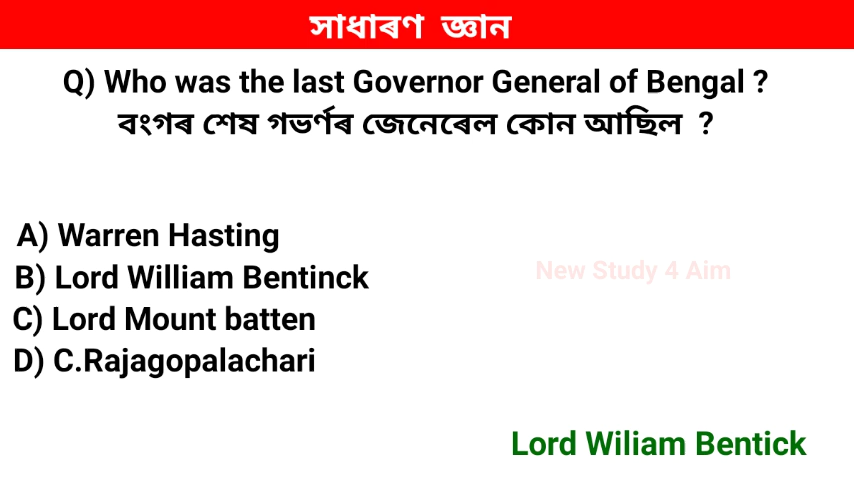 সাধাৰণ জ্ঞান
Q) Who was the last Governor General of Bengal ?
বংগৰ শেষ গভৰ্ণৰ জেনেৰেল কোন আছিল ?
A) Warren Hasting
B) Lord William Bentinck
New Study 4 Aim
C) Lord Mount batten
D) C.Rajagopalachari
Lord Wiliam Bentick